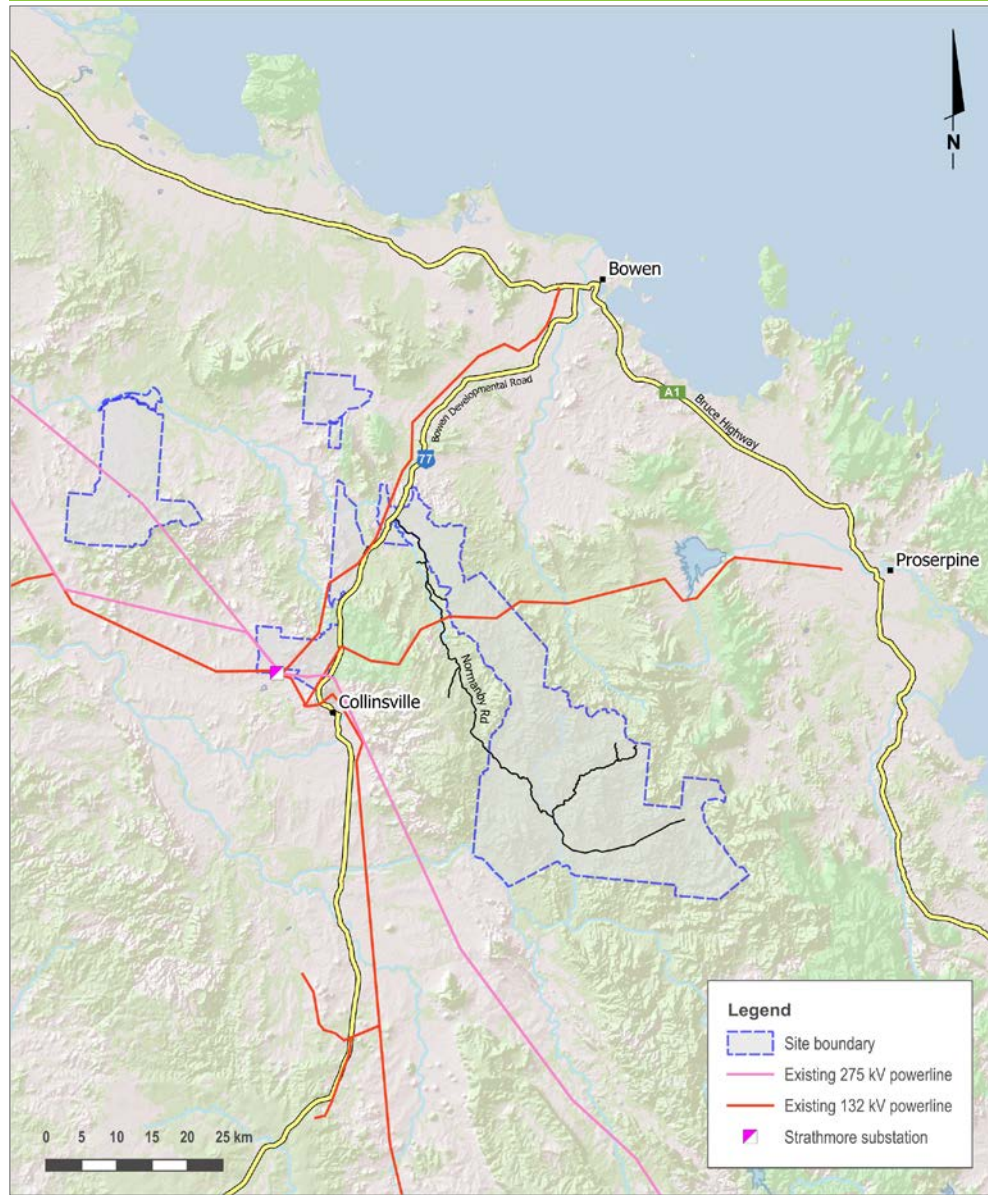 N
Bowen
Bowen Developmental Road
A1
Bruce Highway
77
Proserpine
Normanby Rd
Collinsville
Legend
Site boundary
Existing 275 kV powerline
Existing 132 kV powerline
Strathmore substation
0 5 10 15 20 25 km